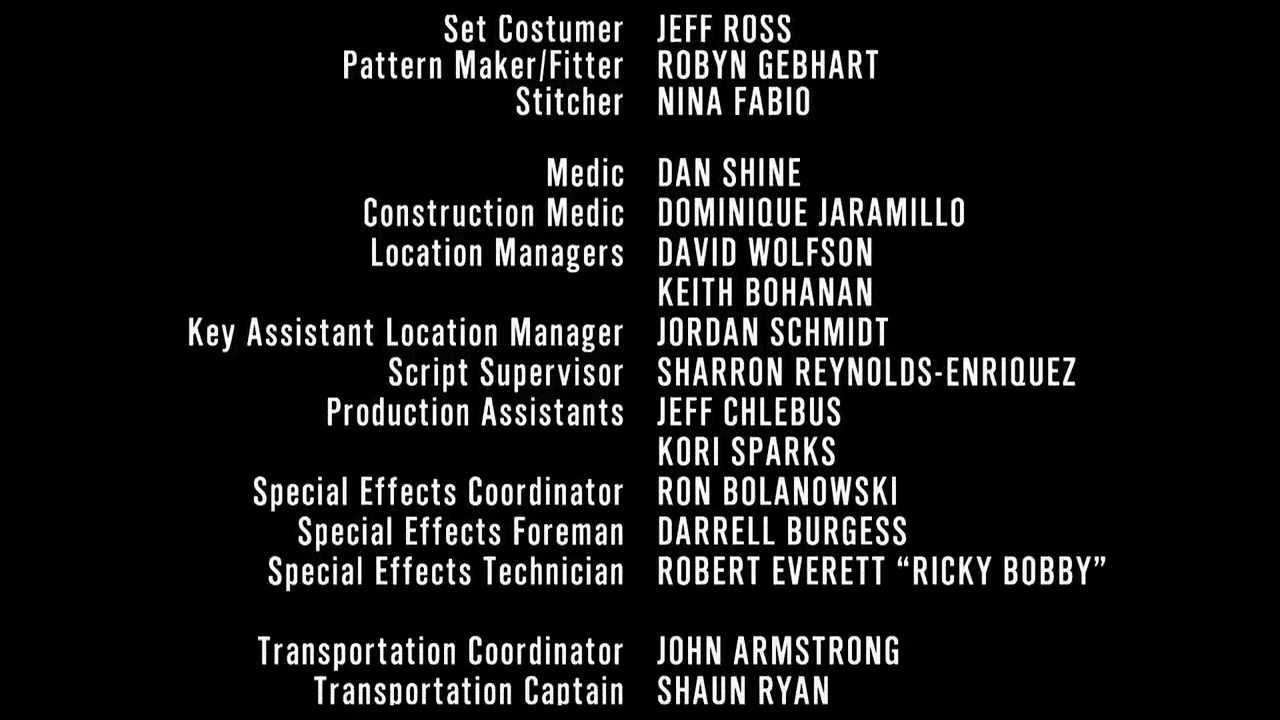 Set Costumer JEFF ROSS
Pattern Maker/Fitter ROBYN GEBHART
Stitcher NINA FABIO
Medic DAN SHINE
Construction Medic DOMINIQUE JARAMILLO
Location Managers DAVID WOLFSON
KEITH BOHANAN
Key Assistant Location Manager JORDAN SCHMIDT
Script Supervisor SHARRON REYNOLDS-ENRIQUEZ
Production Assistants JEFF CHLEBUS
KORI SPARKS
Special Effects Coordinator RON BOLANOWSKI
Special Effects Foreman DARRELL BURGESS
Special Effects Technician ROBERT EVERETT “RICKY BOBBY”
Transportation Coordinator JOHN ARMSTRONG
Transportation Captain SHAUN RYAN